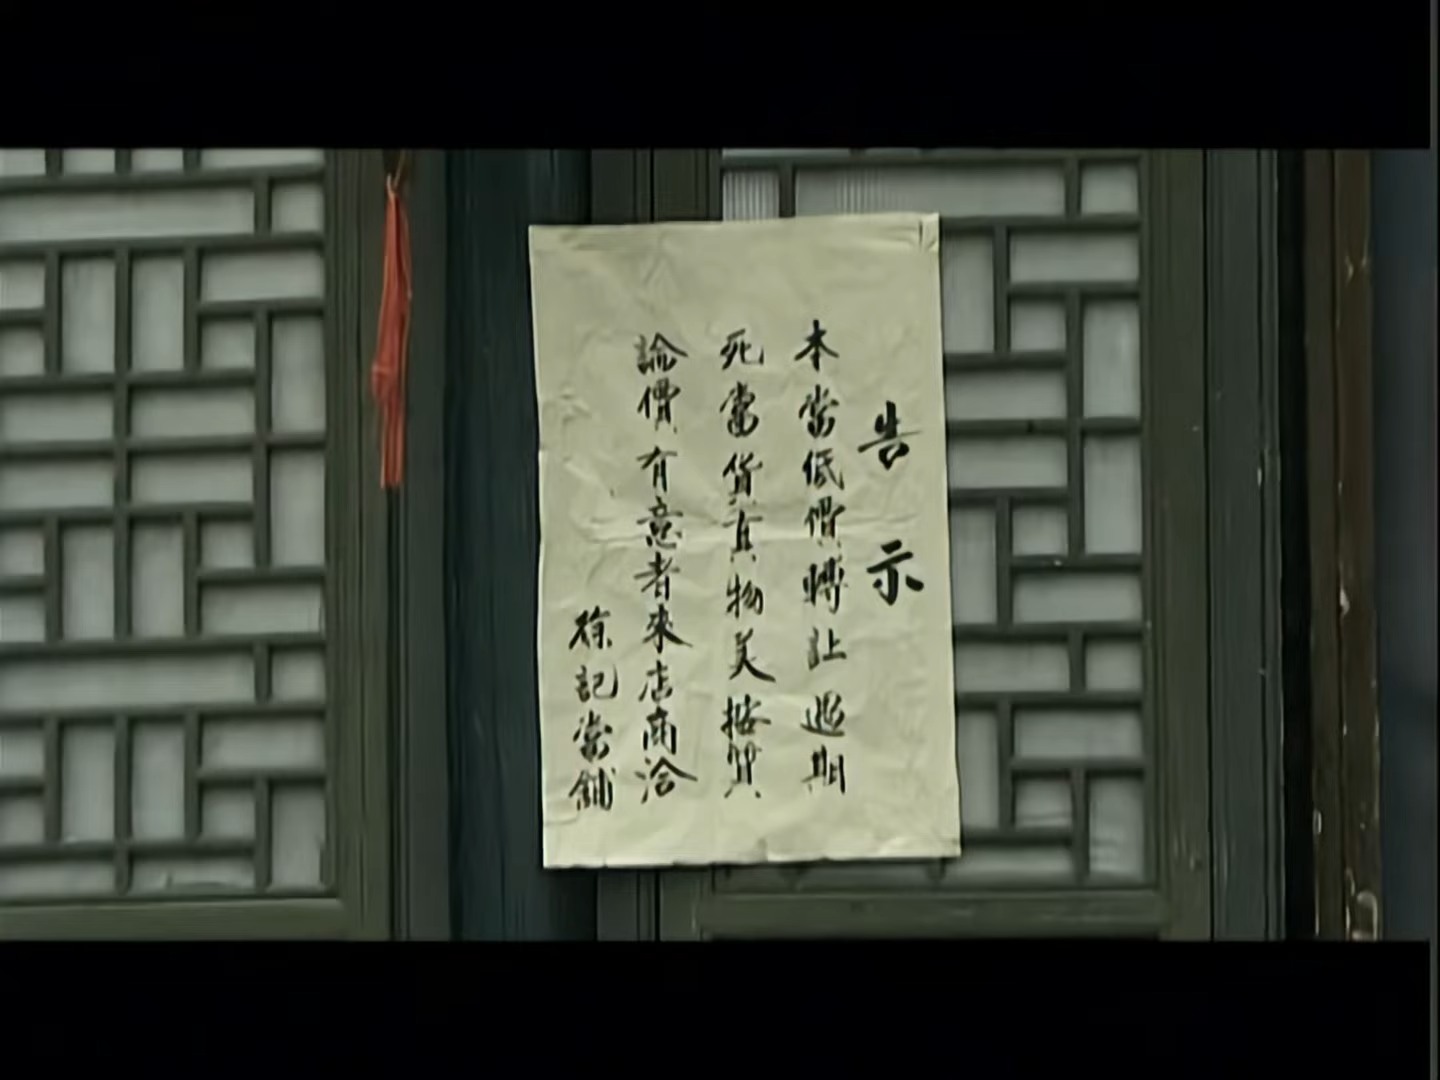 告示
本當低價轉讓逾期
死當貨真物美按質
論價有意者來店商洽
徐記當鋪